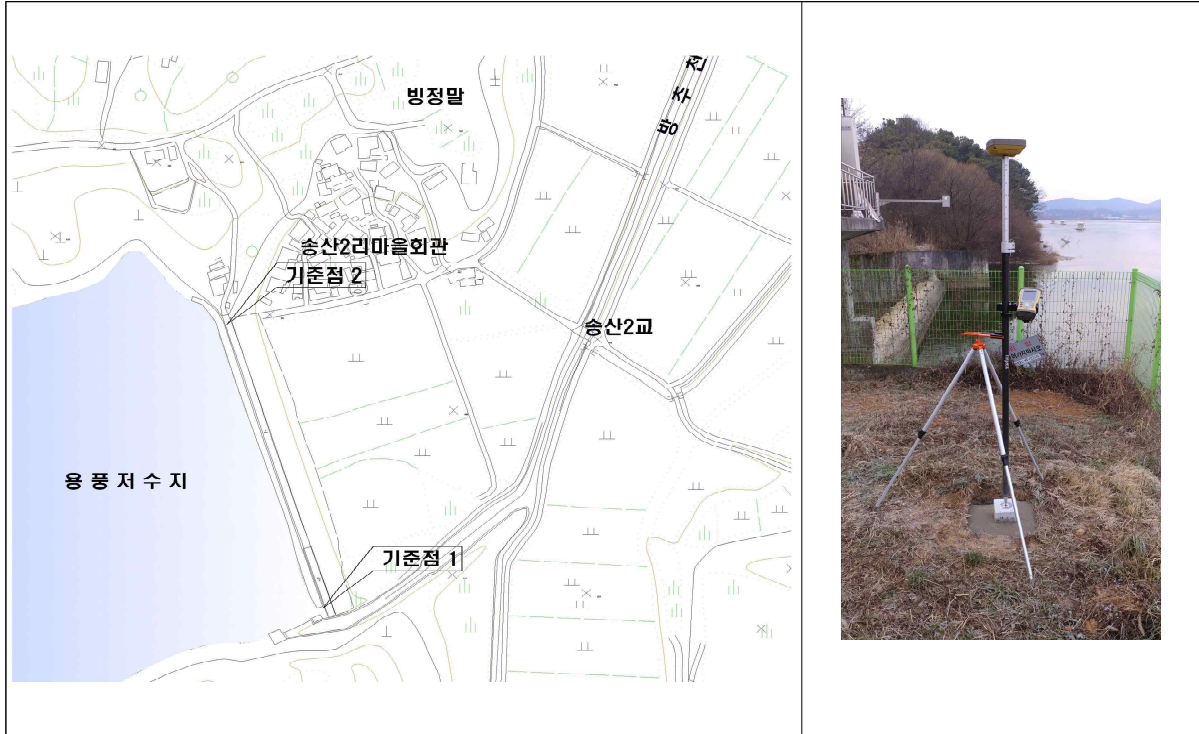 빙정말
방 주 천
송산2리마을회관
기준점 2
송산2교
용 풍 저 수 지
기준점 1